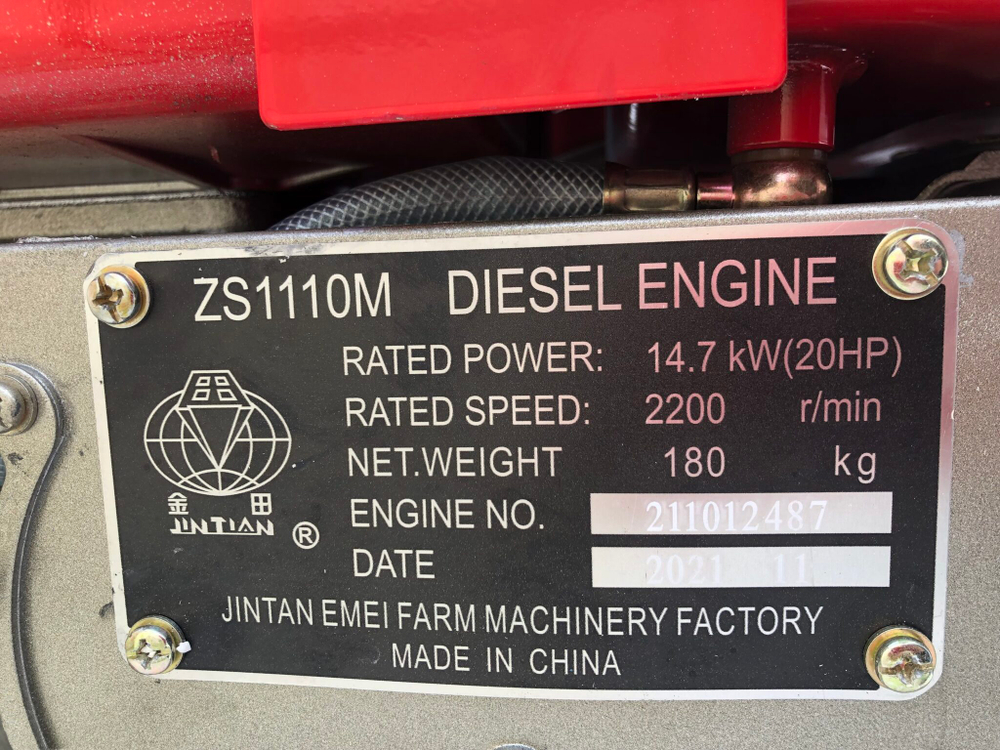 ZS1110M DIESEL ENGINE
RATED POWER: 14.7 kW(20HP)
RATED SPEED: 2200 r/min
NET.WEIGHT 180 kg
ENGINE NO. 211012487
DATE 2021 11
金田
JINTIAN ®
JINTAN EMEI FARM MACHINERY FACTORY
MADE IN CHINA